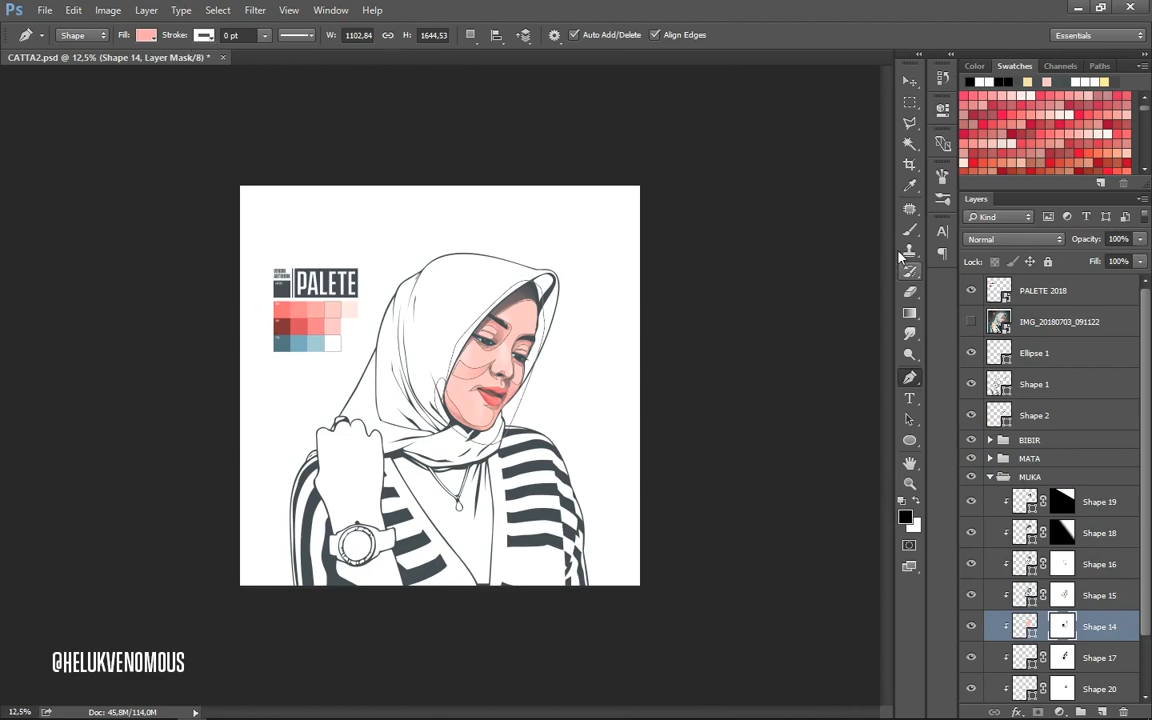 Ps File Edit Image Layer Type Select Filter View Window Help
Shape Fill: Stroke: 0 pt W: 1102,84 H: 1644,53 Auto Add/Delete Align Edges Essentials
CATTA2.psd @ 12,5% (Shape 14, Layer Mask/8) * ×
Color Swatches Channels Paths
Layers
Kind
Normal Opacity: 100%
Lock: Fill: 100%
PALETE 2018
IMG_20180703_091122
Ellipse 1
Shape 1
Shape 2
BIBIR
MATA
MUKA
Shape 19
Shape 18
Shape 16
Shape 15
Shape 14
Shape 17
Shape 20
PALETE
@HELUKVENOMOUS
12,5% Doc: 45,8M/114,0M